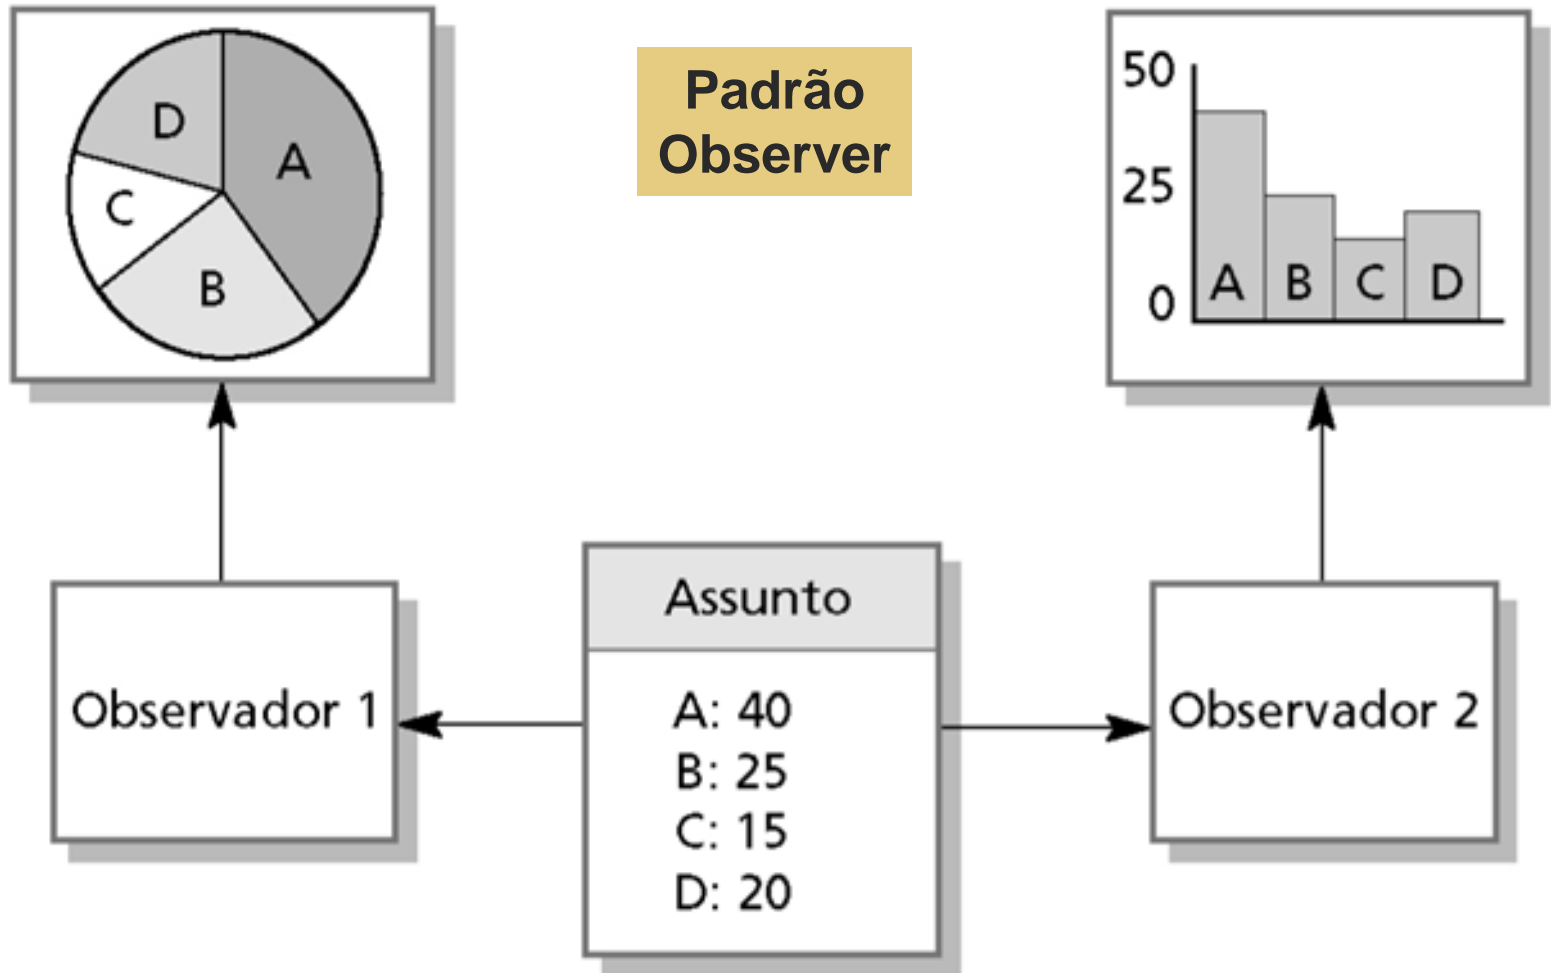 Padrão
Observer
D
A
C
B
50
25
0
A
B
C
D
Observador 1
Assunto
A: 40
B: 25
C: 15
D: 20
Observador 2